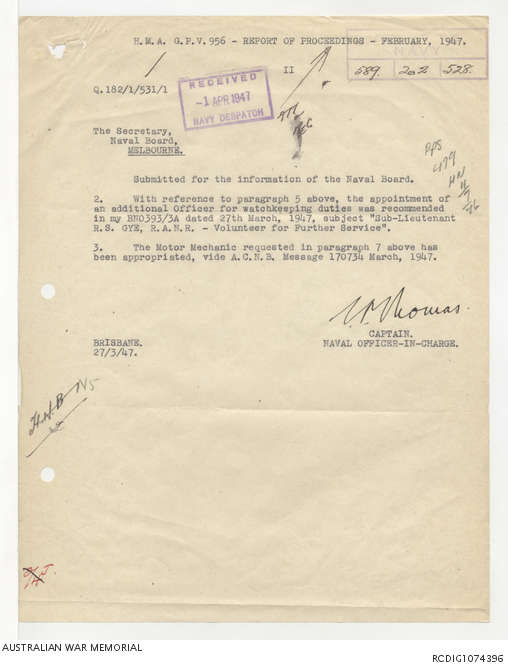 H.M.A. G.P.V. 956 - REPORT OF PROCEEDINGS - FEBRUARY, 1947.
NAVY
589. 202 528.
II
Q.182/1/531/1
RECEIVED
-1 APR 1947
NAVY DESPATCH
The Secretary,
Naval Board,
MELBOURNE.
Submitted for the information of the Naval Board.
2. With reference to paragraph 5 above, the appointment of
an additional Officer for watchkeeping duties was recommended
in my BNO393/3A dated 27th March, 1947, subject "Sub-Lieutenant
R.S. GYE, R.A.N.R. - Volunteer for Further Service".
3. The Motor Mechanic requested in paragraph 7 above has
been appropriated, vide A.C.N.B. Message 170734 March, 1947.
Thomas.
CAPTAIN.
NAVAL OFFICER-IN-CHARGE.
BRISBANE.
27/3/47.
AUSTRALIAN WAR MEMORIAL
RCDIG1074396